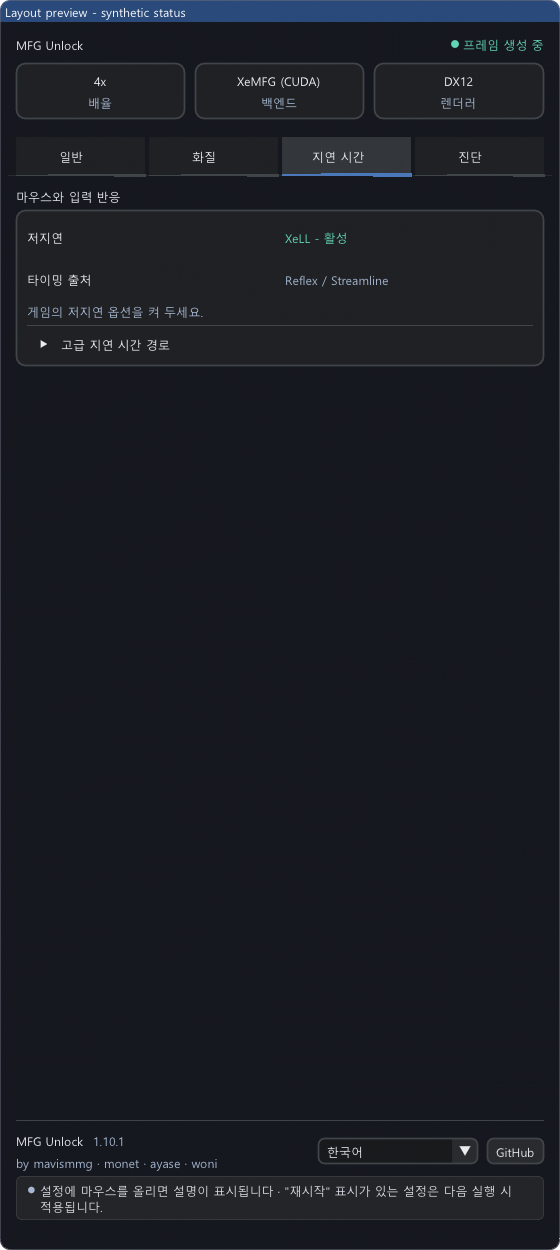 Layout preview - synthetic status
MFG Unlock
프레임 생성 중
4x
배율
XeMFG (CUDA)
백엔드
DX12
렌더러
일반
화질
지연 시간
진단
마우스와 입력 반응
저지연
XeLL - 활성
타이밍 출처
Reflex / Streamline
게임의 저지연 옵션을 켜 두세요.
고급 지연 시간 경로
MFG Unlock 1.10.1
by mavismmg · monet · ayase · woni
한국어
GitHub
설정에 마우스를 올리면 설명이 표시됩니다 · "재시작" 표시가 있는 설정은 다음 실행 시
적용됩니다.